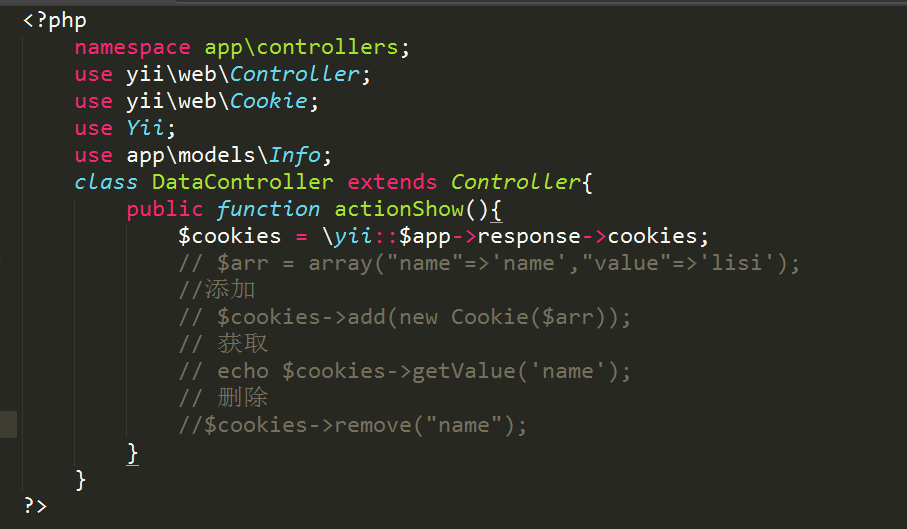 <?php
namespace app\controllers;
use yii\web\Controller;
use yii\web\Cookie;
use Yii;
use app\models\Info;
class DataController extends Controller{
public function actionShow(){
$cookies = \yii::$app->response->cookies;
// $arr = array("name"=>'name',"value"=>'lisi');
//添加
// $cookies->add(new Cookie($arr));
// 获取
// echo $cookies->getValue('name');
// 删除
//$cookies->remove("name");
}
}
?>